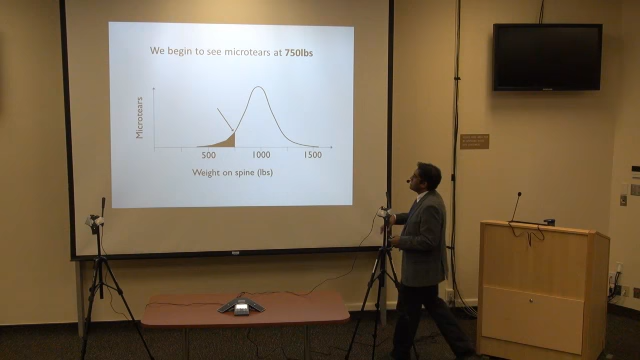 We begin to see microtears at 750lbs
Microtears
500 1000 1500
Weight on spine (lbs)